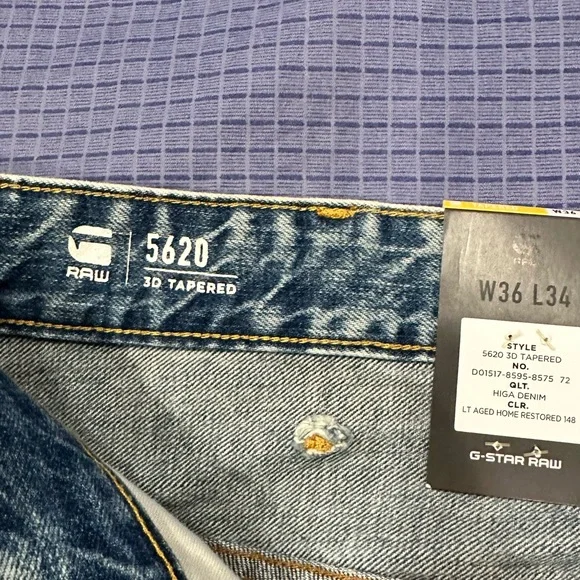 RAW
5620
3D TAPERED
W36 L34
STYLE
5620 3D TAPERED
NO.
D01517-8595-8575 72
QLT.
HIGA DENIM
CLR.
LT AGED HOME RESTORED 148
G-STAR RAW